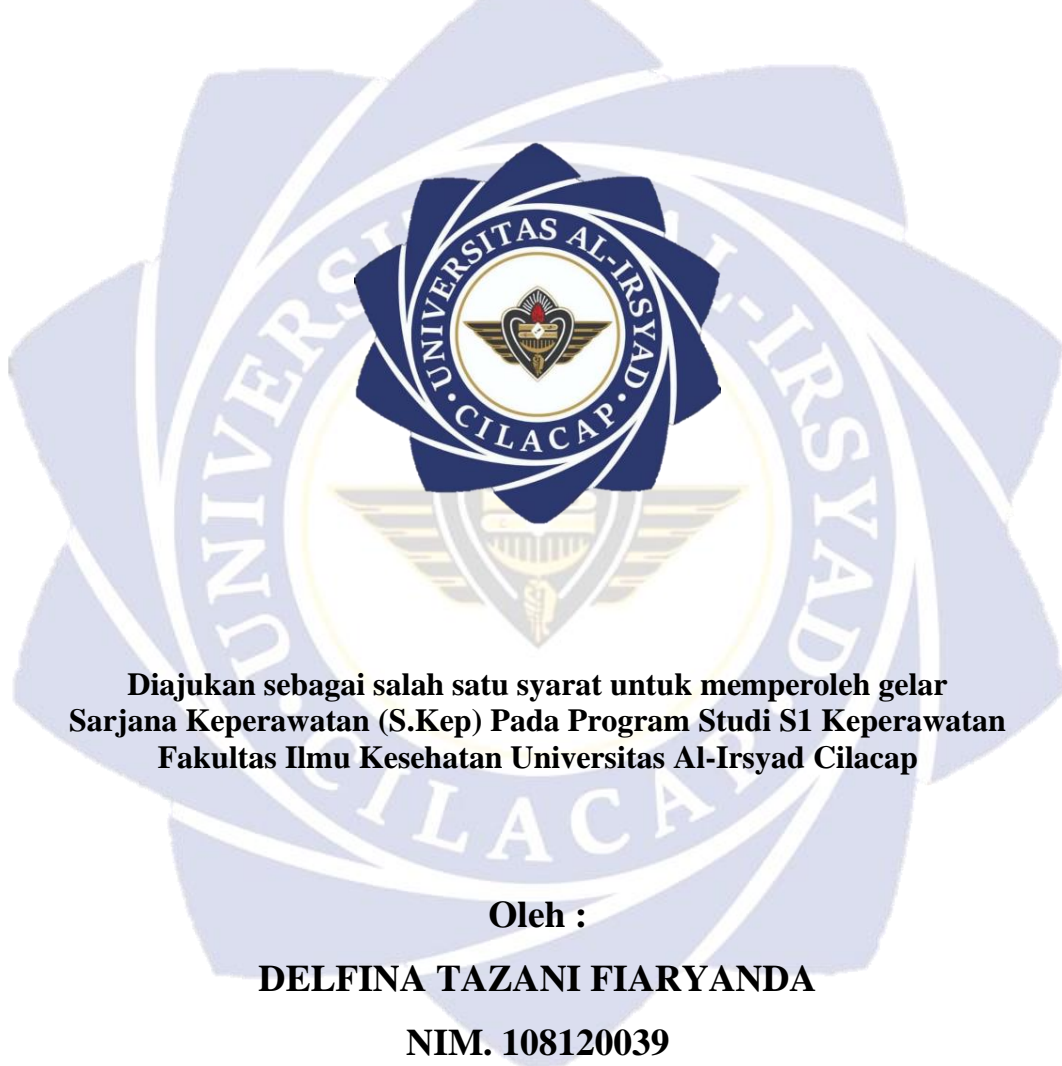 UNIVERSITAS AL-IRSYAD
CILACAP
Diajukan sebagai salah satu syarat untuk memperoleh gelar
Sarjana Keperawatan (S.Kep) Pada Program Studi S1 Keperawatan
Fakultas Ilmu Kesehatan Universitas Al-Irsyad Cilacap
Oleh :
DELFINA TAZANI FIARYANDA
NIM. 108120039